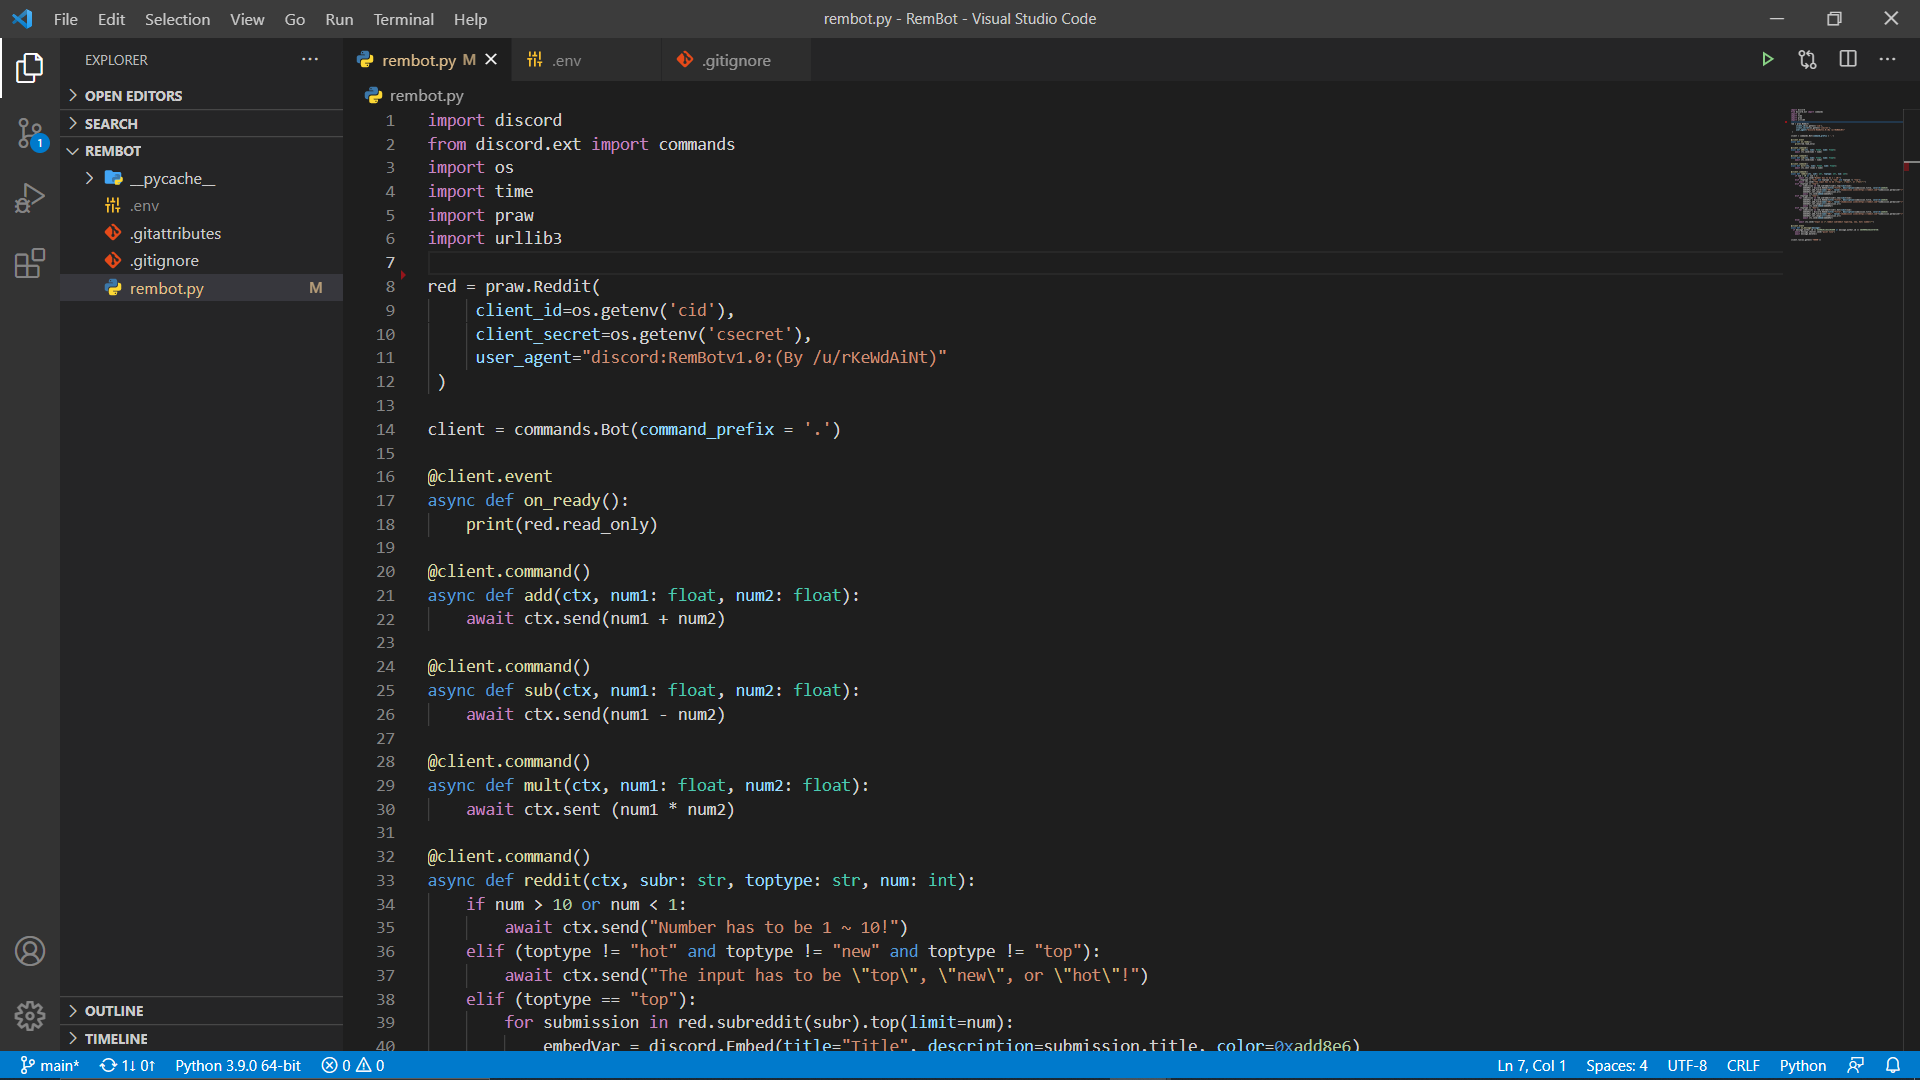 File Edit Selection View Go Run Terminal Help
rembot.py - RemBot - Visual Studio Code
EXPLORER
OPEN EDITORS
SEARCH
REMBOT
__pycache__
.env
.gitattributes
.gitignore
rembot.py M
OUTLINE
TIMELINE
1
rembot.py M
.env
.gitignore
rembot.py
1 import discord
2 from discord.ext import commands
3 import os
4 import time
5 import praw
6 import urllib3
7
8 red = praw.Reddit(
9 client_id=os.getenv('cid'),
10 client_secret=os.getenv('csecret'),
11 user_agent="discord:RemBotv1.0:(By /u/rKeWdAiNt)"
12 )
13
14 client = commands.Bot(command_prefix = '.')
15
16 @client.event
17 async def on_ready():
18 print(red.read_only)
19
20 @client.command()
21 async def add(ctx, num1: float, num2: float):
22 await ctx.send(num1 + num2)
23
24 @client.command()
25 async def sub(ctx, num1: float, num2: float):
26 await ctx.send(num1 - num2)
27
28 @client.command()
29 async def mult(ctx, num1: float, num2: float):
30 await ctx.sent (num1 * num2)
31
32 @client.command()
33 async def reddit(ctx, subr: str, toptype: str, num: int):
34 if num > 10 or num < 1:
35 await ctx.send("Number has to be 1 ~ 10!")
36 elif (toptype != "hot" and toptype != "new" and toptype != "top"):
37 await ctx.send("The input has to be \"top\", \"new\", or \"hot\"!")
38 elif (toptype == "top"):
39 for submission in red.subreddit(subr).top(limit=num):
40 embedVar = discord.Embed(title="Title", description=submission.title, color=0xadd8e6)
main* 1↓ 0↑ Python 3.9.0 64-bit 0 0
Ln 7, Col 1 Spaces: 4 UTF-8 CRLF Python